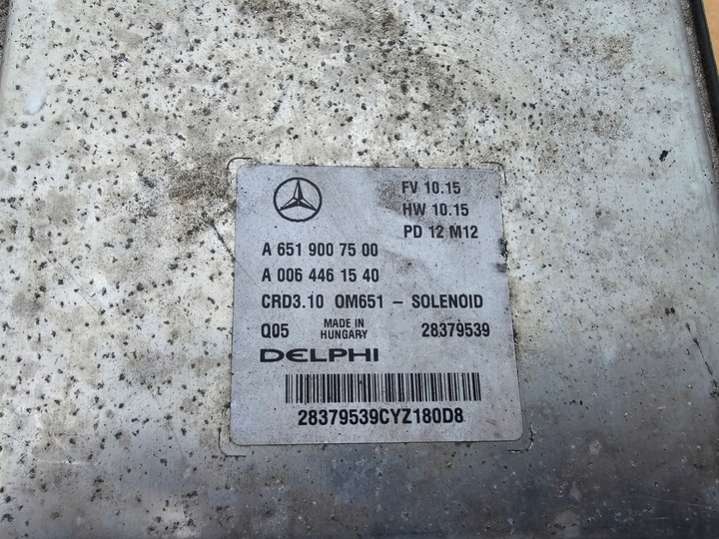 FV 10.15
HW 10.15
PD 12 M12
A 651 900 75 00
A 006 446 15 40
CRD3.10 OM651 - SOLENOID
Q05 MADE IN HUNGARY 28379539
DELPHI
28379539CYZ180D8